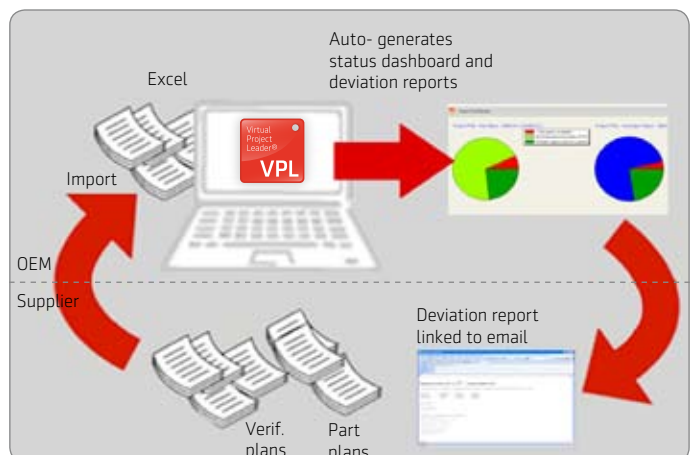 Auto- generates
status dashboard and
deviation reports
Excel
Virtual
Project
Leader®
VPL
Import
OEM
Supplier
Deviation report
linked to email
Verif.
plans
Part
plans